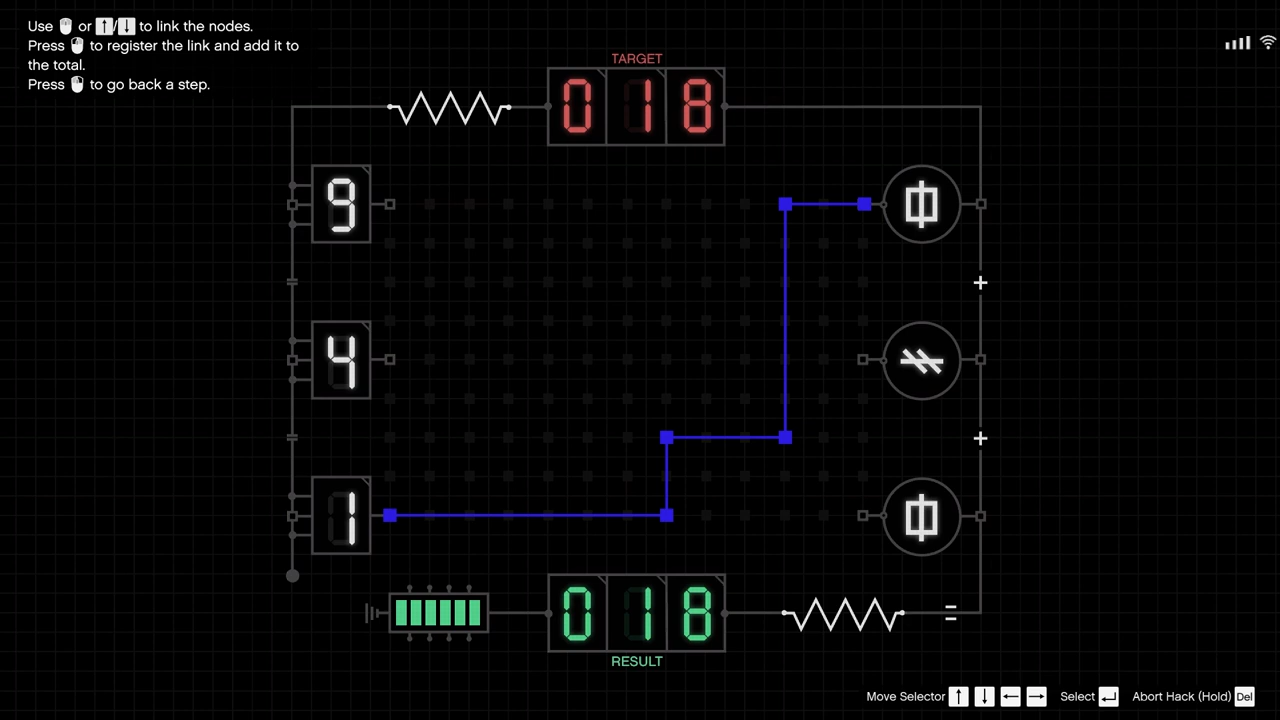 Use or ↑/↓ to link the nodes.
Press to register the link and add it to
the total.
Press to go back a step.
TARGET
018
9
4
1
+
+
=
018
RESULT
Move Selector ↑ ↓ ← → Select ↵ Abort Hack (Hold) Del